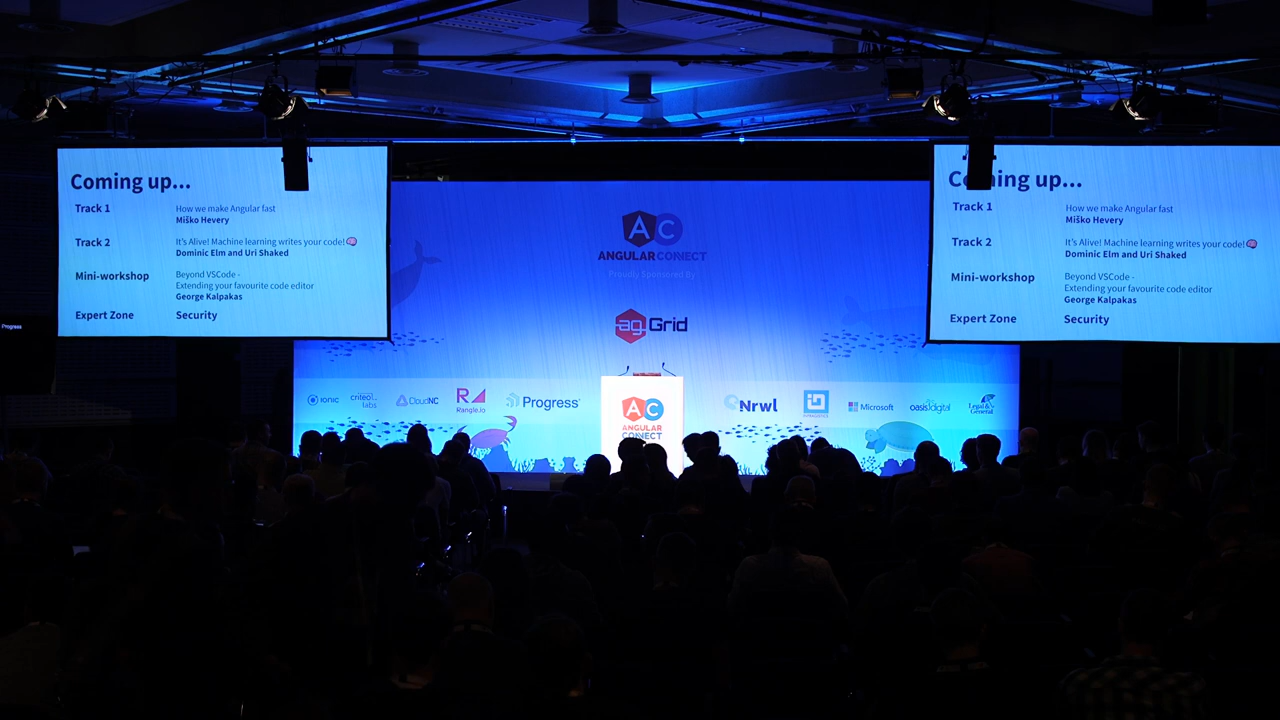 Coming up...
Track 1
How we make Angular fast
Miško Hevery
Track 2
It's Alive! Machine learning writes your code!
Dominic Elm and Uri Shaked
Mini-workshop
Beyond VSCode -
Extending your favourite code editor
George Kalpakas
Expert Zone
Security
Progress
AC
ANGULARCONNECT
Proudly Sponsored By
ag Grid
ionic
criteo
labs
CloudNC
R
Rangle.io
Progress
AC
ANGULAR
CONNECT
Nrwl
Microsoft
oasisdigital
Legal &
General
Coming up...
Track 1
How we make Angular fast
Miško Hevery
Track 2
It's Alive! Machine learning writes your code!
Dominic Elm and Uri Shaked
Mini-workshop
Beyond VSCode -
Extending your favourite code editor
George Kalpakas
Expert Zone
Security